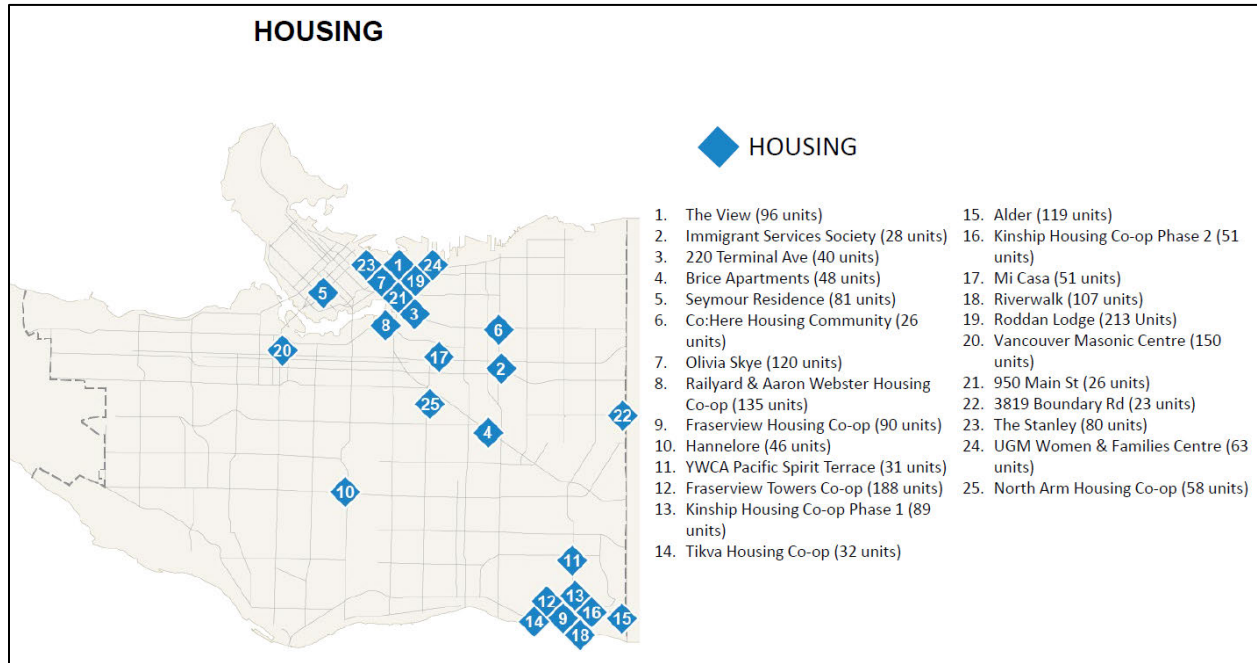 HOUSING
HOUSING
1. The View (96 units)
2. Immigrant Services Society (28 units)
3. 220 Terminal Ave (40 units)
4. Brice Apartments (48 units)
5. Seymour Residence (81 units)
6. Co:Here Housing Community (26
units)
7. Olivia Skye (120 units)
8. Railyard & Aaron Webster Housing
Co-op (135 units)
9. Fraserview Housing Co-op (90 units)
10. Hannelore (46 units)
11. YWCA Pacific Spirit Terrace (31 units)
12. Fraserview Towers Co-op (188 units)
13. Kinship Housing Co-op Phase 1 (89
units)
14. Tikva Housing Co-op (32 units)
15. Alder (119 units)
16. Kinship Housing Co-op Phase 2 (51
units)
17. Mi Casa (51 units)
18. Riverwalk (107 units)
19. Roddan Lodge (213 Units)
20. Vancouver Masonic Centre (150
units)
21. 950 Main St (26 units)
22. 3819 Boundary Rd (23 units)
23. The Stanley (80 units)
24. UGM Women & Families Centre (63
units)
25. North Arm Housing Co-op (58 units)
23
1
24
7
19
5
21
3
8
6
20
17
2
25
22
4
10
11
13
12
16
9
14
15
18